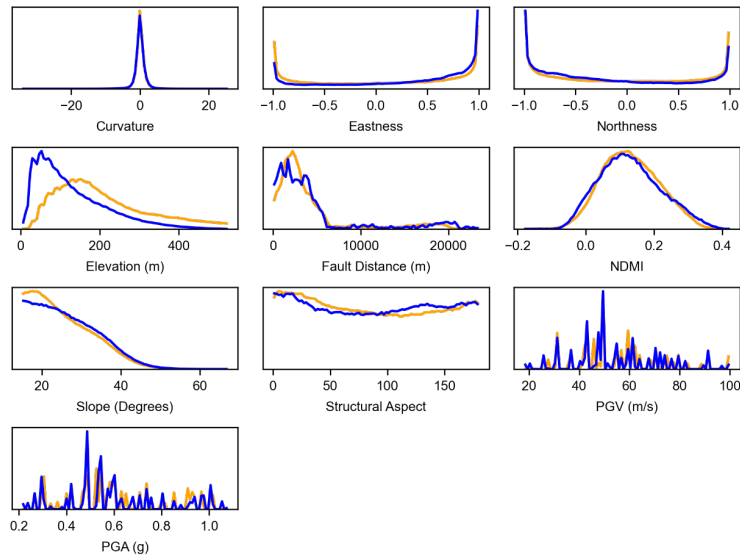 −20 0 20
Curvature
−1.0 −0.5 0.0 0.5 1.0
Eastness
−1.0 −0.5 0.0 0.5 1.0
Northness
0 200 400
Elevation (m)
0 10000 20000
Fault Distance (m)
−0.2 0.0 0.2 0.4
NDMI
20 40 60
Slope (Degrees)
0 50 100 150
Structural Aspect
20 40 60 80 100
PGV (m/s)
0.2 0.4 0.6 0.8 1.0
PGA (g)